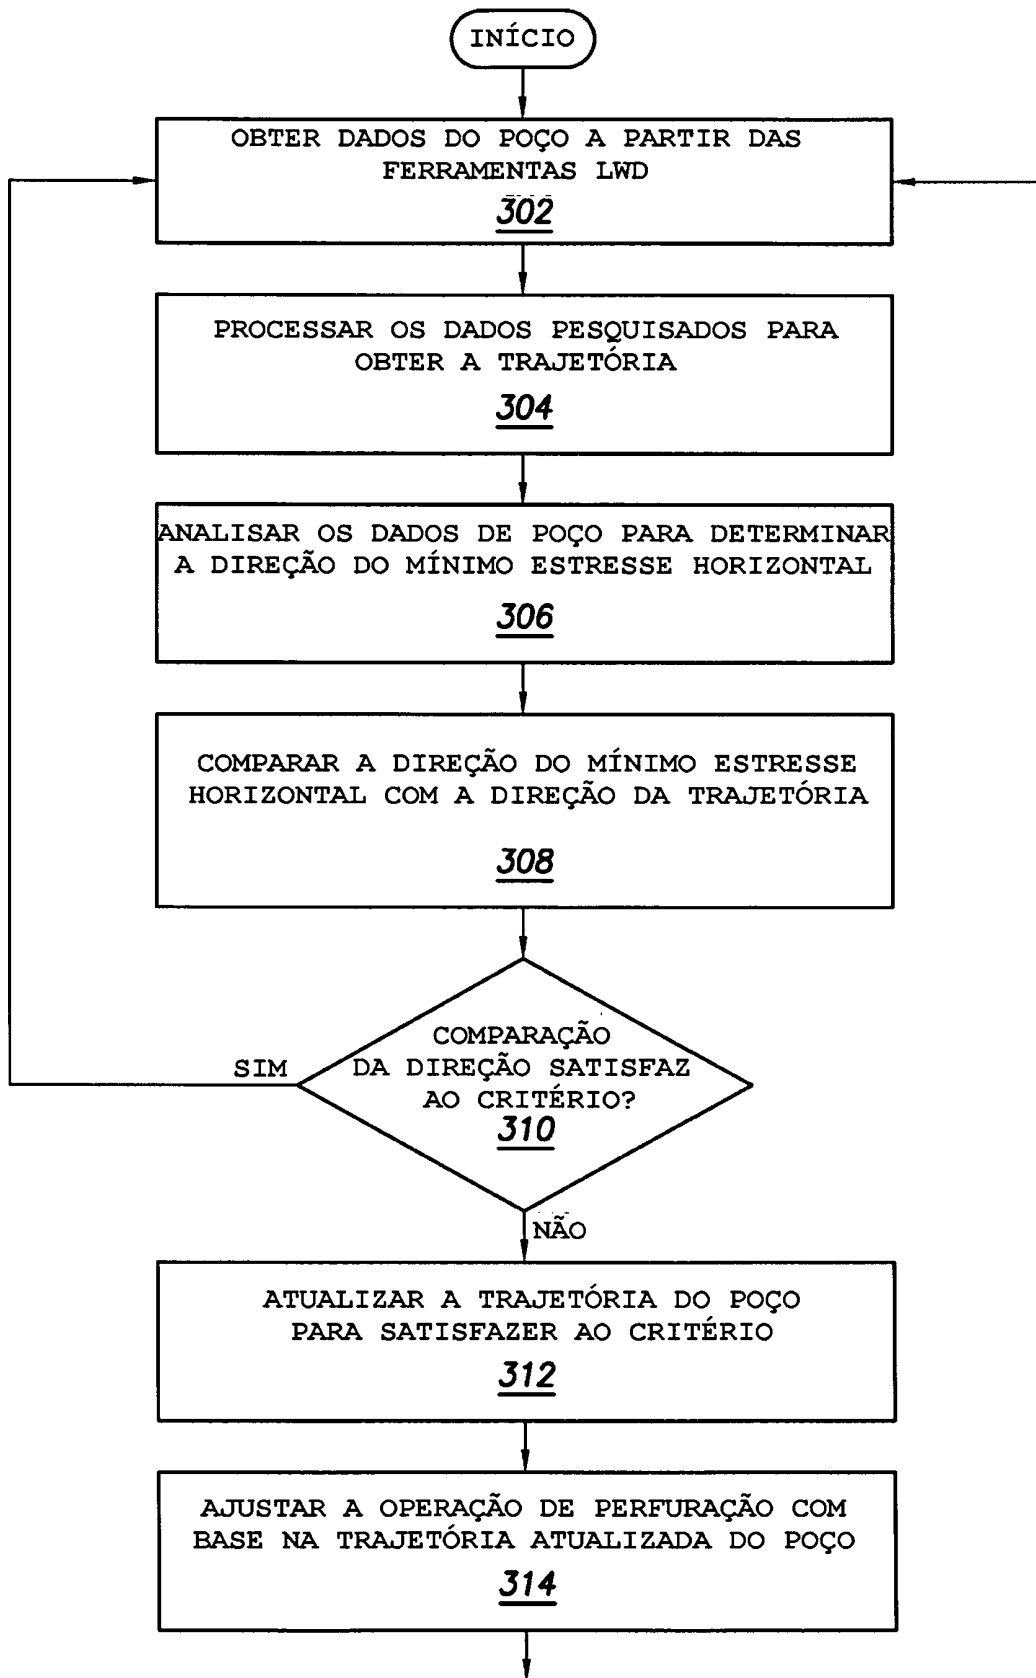 INÍCIO
OBTER DADOS DO POÇO A PARTIR DAS
FERRAMENTAS LWD
302
PROCESSAR OS DADOS PESQUISADOS PARA
OBTER A TRAJETÓRIA
304
ANALISAR OS DADOS DE POÇO PARA DETERMINAR
A DIREÇÃO DO MÍNIMO ESTRESSE HORIZONTAL
306
COMPARAR A DIREÇÃO DO MÍNIMO ESTRESSE
HORIZONTAL COM A DIREÇÃO DA TRAJETÓRIA
308
COMPARAÇÃO
DA DIREÇÃO SATISFAZ
AO CRITÉRIO?
310
SIM
NÃO
ATUALIZAR A TRAJETÓRIA DO POÇO
PARA SATISFAZER AO CRITÉRIO
312
AJUSTAR A OPERAÇÃO DE PERFURAÇÃO COM
BASE NA TRAJETÓRIA ATUALIZADA DO POÇO
314